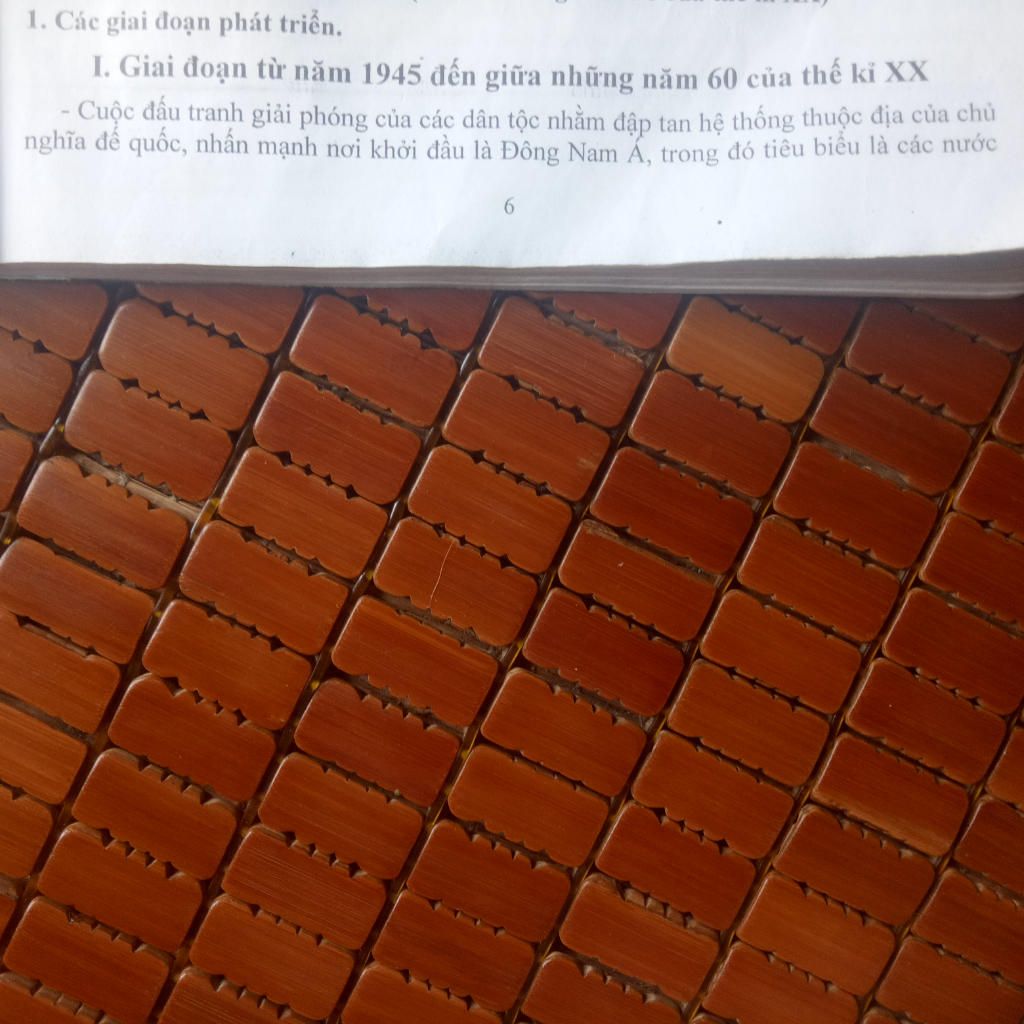 1. Các giai đoạn phát triển.
I. Giai đoạn từ năm 1945 đến giữa những năm 60 của thế kỉ XX
- Cuộc đấu tranh giải phóng của các dân tộc nhằm đập tan hệ thống thuộc địa của chủ
nghĩa đế quốc, nhấn mạnh nơi khởi đầu là Đông Nam Á, trong đó tiêu biểu là các nước
6